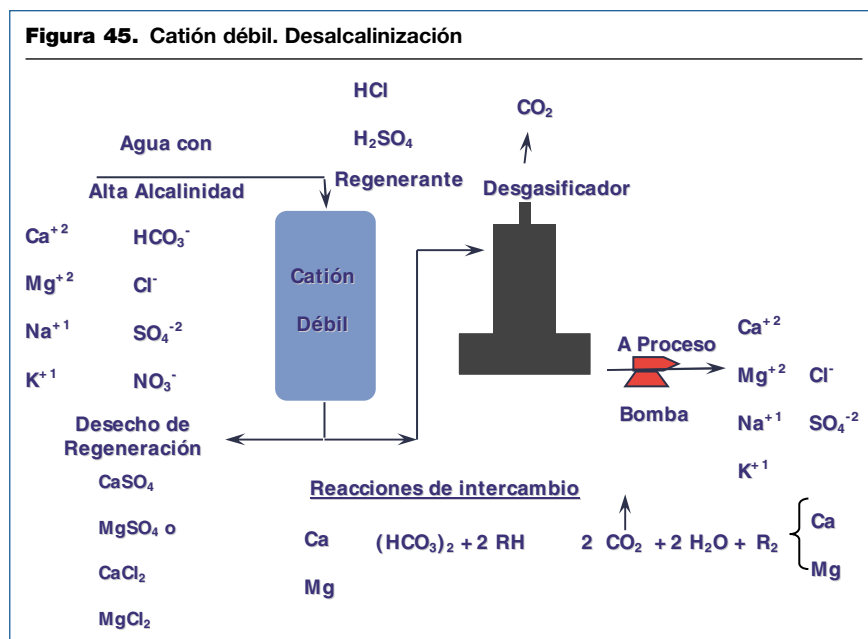 Figura 45. Catión débil. Desalcalinización
HCl
H₂SO₄
Regenerante
Agua con
Alta Alcalinidad
Ca⁺² HCO₃⁻
Mg⁺² Cl⁻
Na⁺¹ SO₄⁻²
K⁺¹ NO₃⁻
Catión
Débil
CO₂
Desgasificador
A Proceso
Bomba
Ca⁺²
Mg⁺² Cl⁻
Na⁺¹ SO₄⁻²
K⁺¹
Desecho de
Regeneración
CaSO₄
MgSO₄ o
CaCl₂
MgCl₂
Reacciones de intercambio
Ca (HCO₃)₂ + 2 RH 2 CO₂ + 2 H₂O + R₂ Ca
Mg Mg